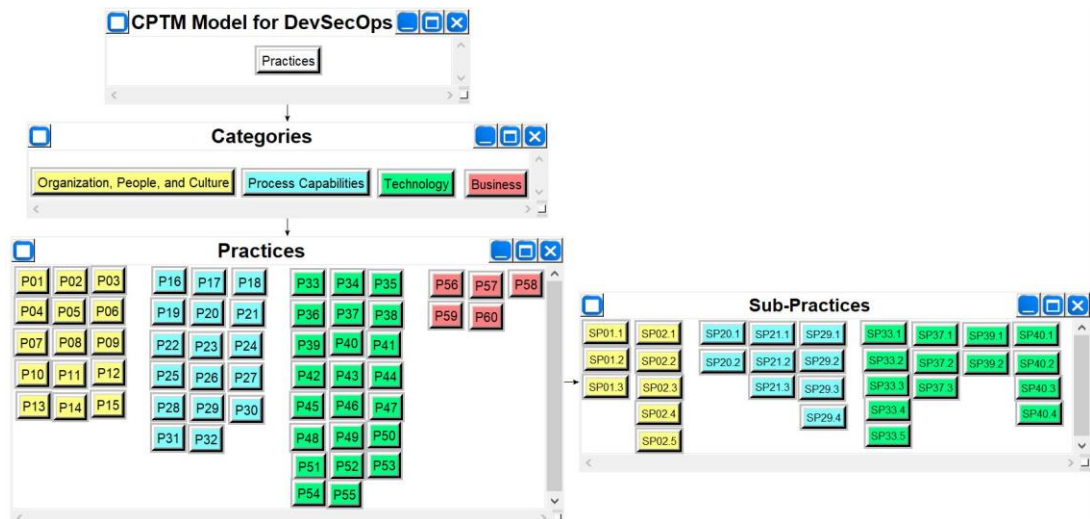 CPTM Model for DevSecOps
Practices
Categories
Organization, People, and Culture Process Capabilities Technology Business
Practices
P01 P02 P03 P16 P17 P18 P33 P34 P35 P56 P57 P58
P04 P05 P06 P19 P20 P21 P36 P37 P38 P59 P60
P07 P08 P09 P22 P23 P24 P39 P40 P41
P10 P11 P12 P25 P26 P27 P42 P43 P44
P13 P14 P15 P28 P29 P30 P45 P46 P47
P31 P32 P48 P49 P50
P51 P52 P53
P54 P55
Sub-Practices
SP01.1 SP02.1 SP20.1 SP21.1 SP29.1 SP33.1 SP37.1 SP39.1 SP40.1
SP01.2 SP02.2 SP20.2 SP21.2 SP29.2 SP33.2 SP37.2 SP39.2 SP40.2
SP01.3 SP02.3 SP21.3 SP29.3 SP33.3 SP37.3 SP40.3
SP02.4 SP29.4 SP33.4 SP40.4
SP02.5 SP33.5